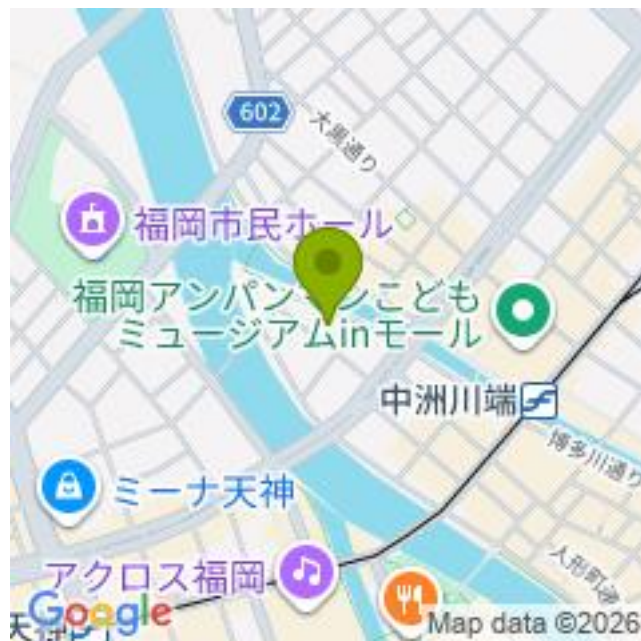 602
大黒通り
福岡市民ホール
福岡アンパンマンこども
ミュージアムinモール
中洲川端
博多川通り
ミーナ天神
人形町通
アクロス福岡
天神
Google
Map data ©2026